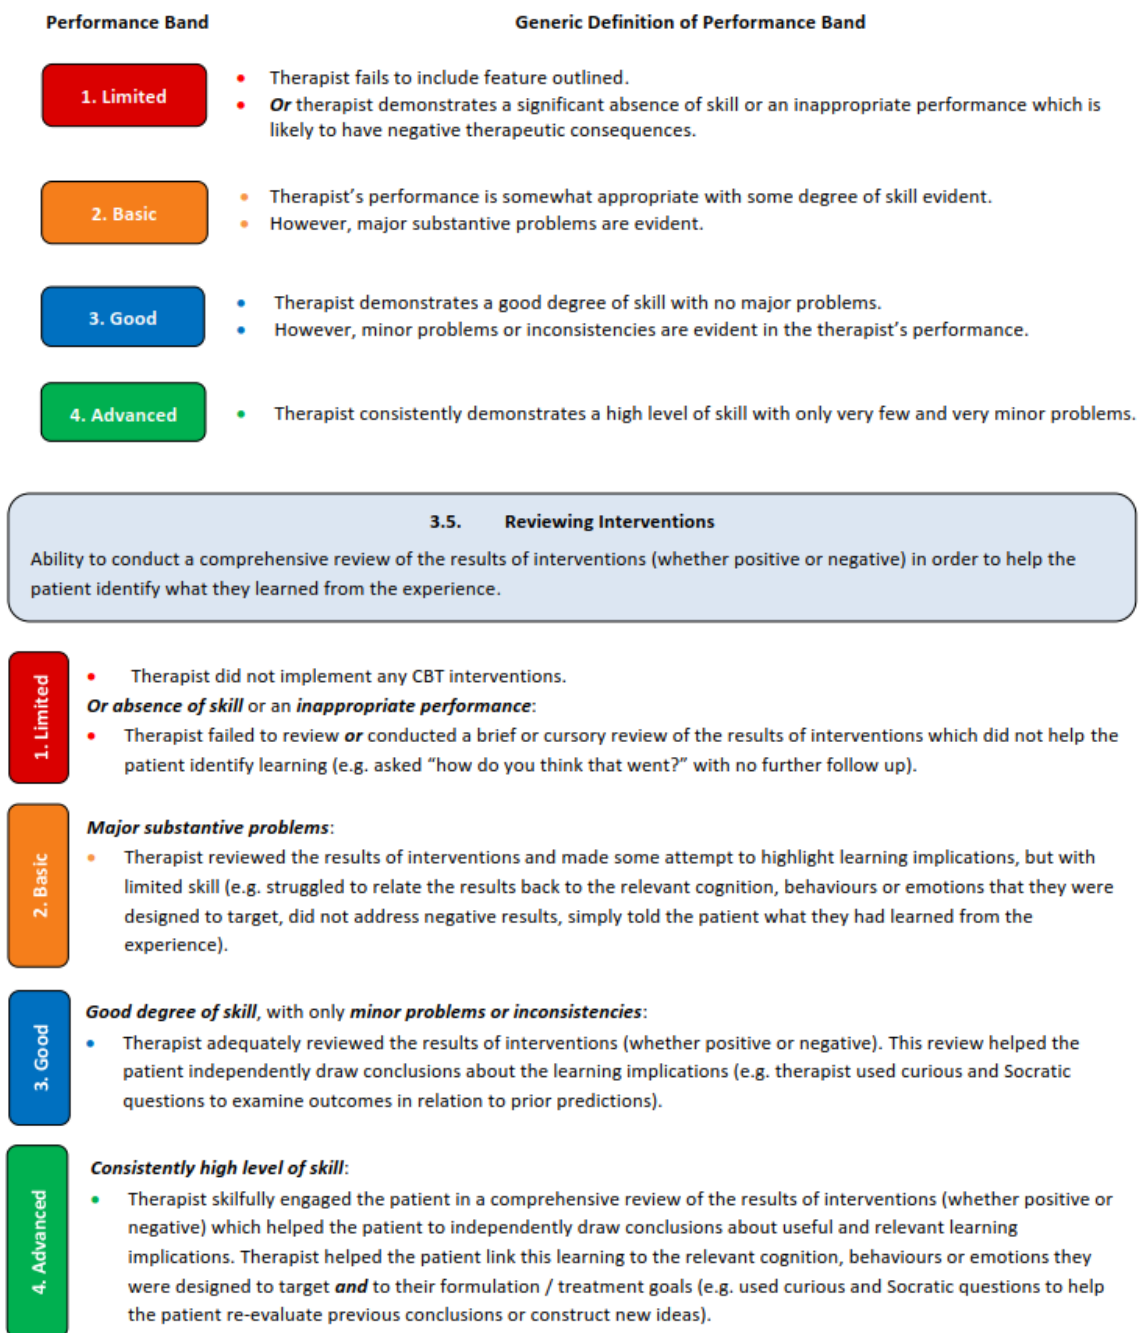 Performance Band Generic Definition of Performance Band
1. Limited
• Therapist fails to include feature outlined.
• Or therapist demonstrates a significant absence of skill or an inappropriate performance which is
likely to have negative therapeutic consequences.
2. Basic
• Therapist’s performance is somewhat appropriate with some degree of skill evident.
• However, major substantive problems are evident.
3. Good
• Therapist demonstrates a good degree of skill with no major problems.
• However, minor problems or inconsistencies are evident in the therapist’s performance.
4. Advanced
• Therapist consistently demonstrates a high level of skill with only very few and very minor problems.
3.5. Reviewing Interventions
Ability to conduct a comprehensive review of the results of interventions (whether positive or negative) in order to help the
patient identify what they learned from the experience.
1. Limited
• Therapist did not implement any CBT interventions.
Or absence of skill or an inappropriate performance:
• Therapist failed to review or conducted a brief or cursory review of the results of interventions which did not help the
patient identify learning (e.g. asked “how do you think that went?” with no further follow up).
2. Basic
Major substantive problems:
• Therapist reviewed the results of interventions and made some attempt to highlight learning implications, but with
limited skill (e.g. struggled to relate the results back to the relevant cognition, behaviours or emotions that they were
designed to target, did not address negative results, simply told the patient what they had learned from the
experience).
3. Good
Good degree of skill, with only minor problems or inconsistencies:
• Therapist adequately reviewed the results of interventions (whether positive or negative). This review helped the
patient independently draw conclusions about the learning implications (e.g. therapist used curious and Socratic
questions to examine outcomes in relation to prior predictions).
4. Advanced
Consistently high level of skill:
• Therapist skilfully engaged the patient in a comprehensive review of the results of interventions (whether positive or
negative) which helped the patient to independently draw conclusions about useful and relevant learning
implications. Therapist helped the patient link this learning to the relevant cognition, behaviours or emotions they
were designed to target and to their formulation / treatment goals (e.g. used curious and Socratic questions to help
the patient re-evaluate previous conclusions or construct new ideas).